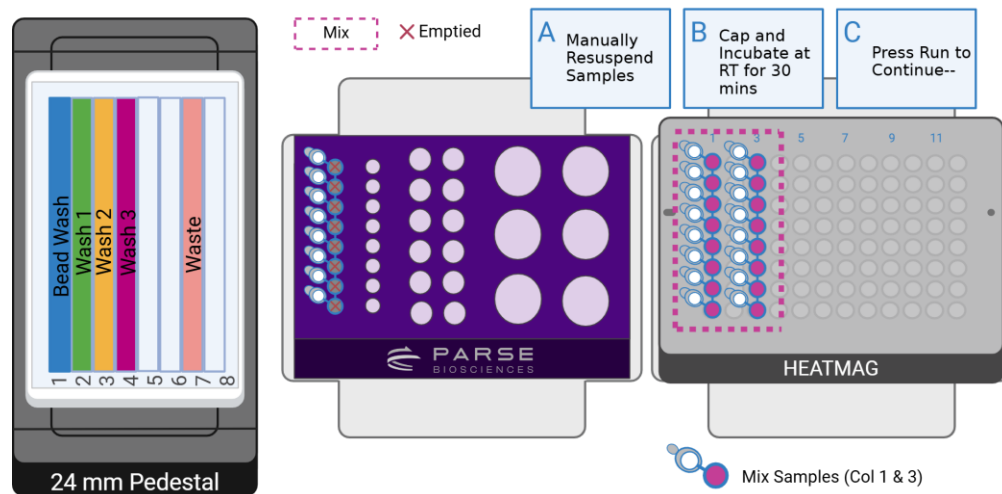 Mix
Emptied
A
Manually
Resuspend
Samples
B
Cap and
Incubate at
RT for 30
mins
C
Press Run to
Continue--
Bead Wash
Wash 1
Wash 2
Wash 3
Waste
1
2
3
4
5
6
7
8
24 mm Pedestal
PARSE
BIOSCIENCES
1 3 5 7 9 11
HEATMAG
Mix Samples (Col 1 & 3)